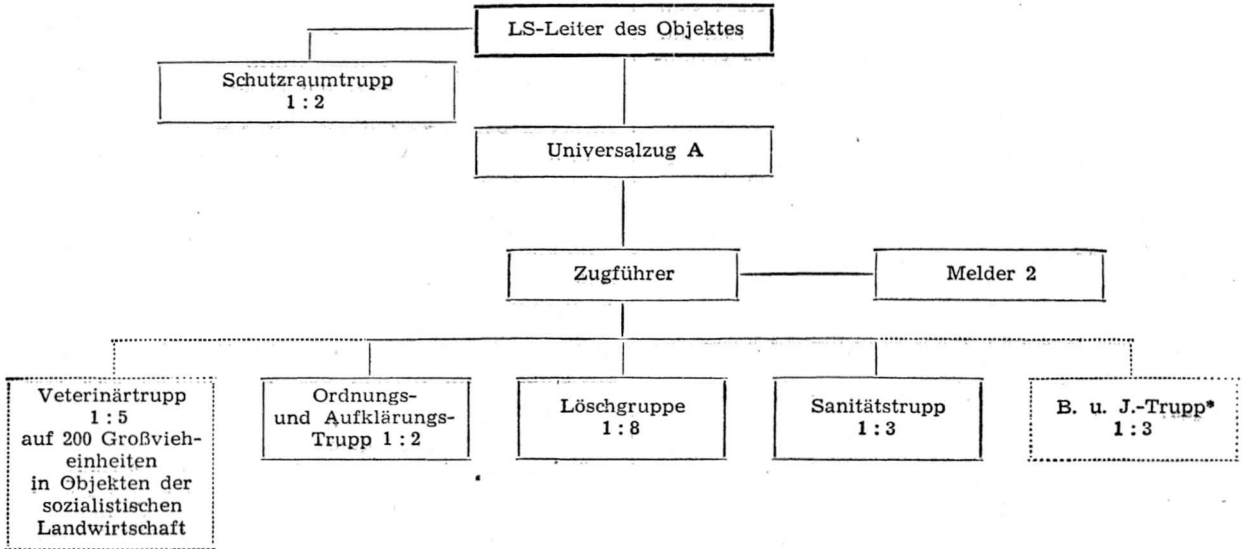 LS-Leiter des Objektes
Schutzraumtrupp
1 : 2
Universalzug A
Zugführer
Melder 2
Veterinärtrupp
1 : 5
auf 200 Großvieh-
einheiten
in Objekten der
sozialistischen
Landwirtschaft
Ordnungs-
und Aufklärungs-
Trupp 1 : 2
Löschgruppe
1 : 8
Sanitätstrupp
1 : 3
B. u. J.-Trupp*
1 : 3